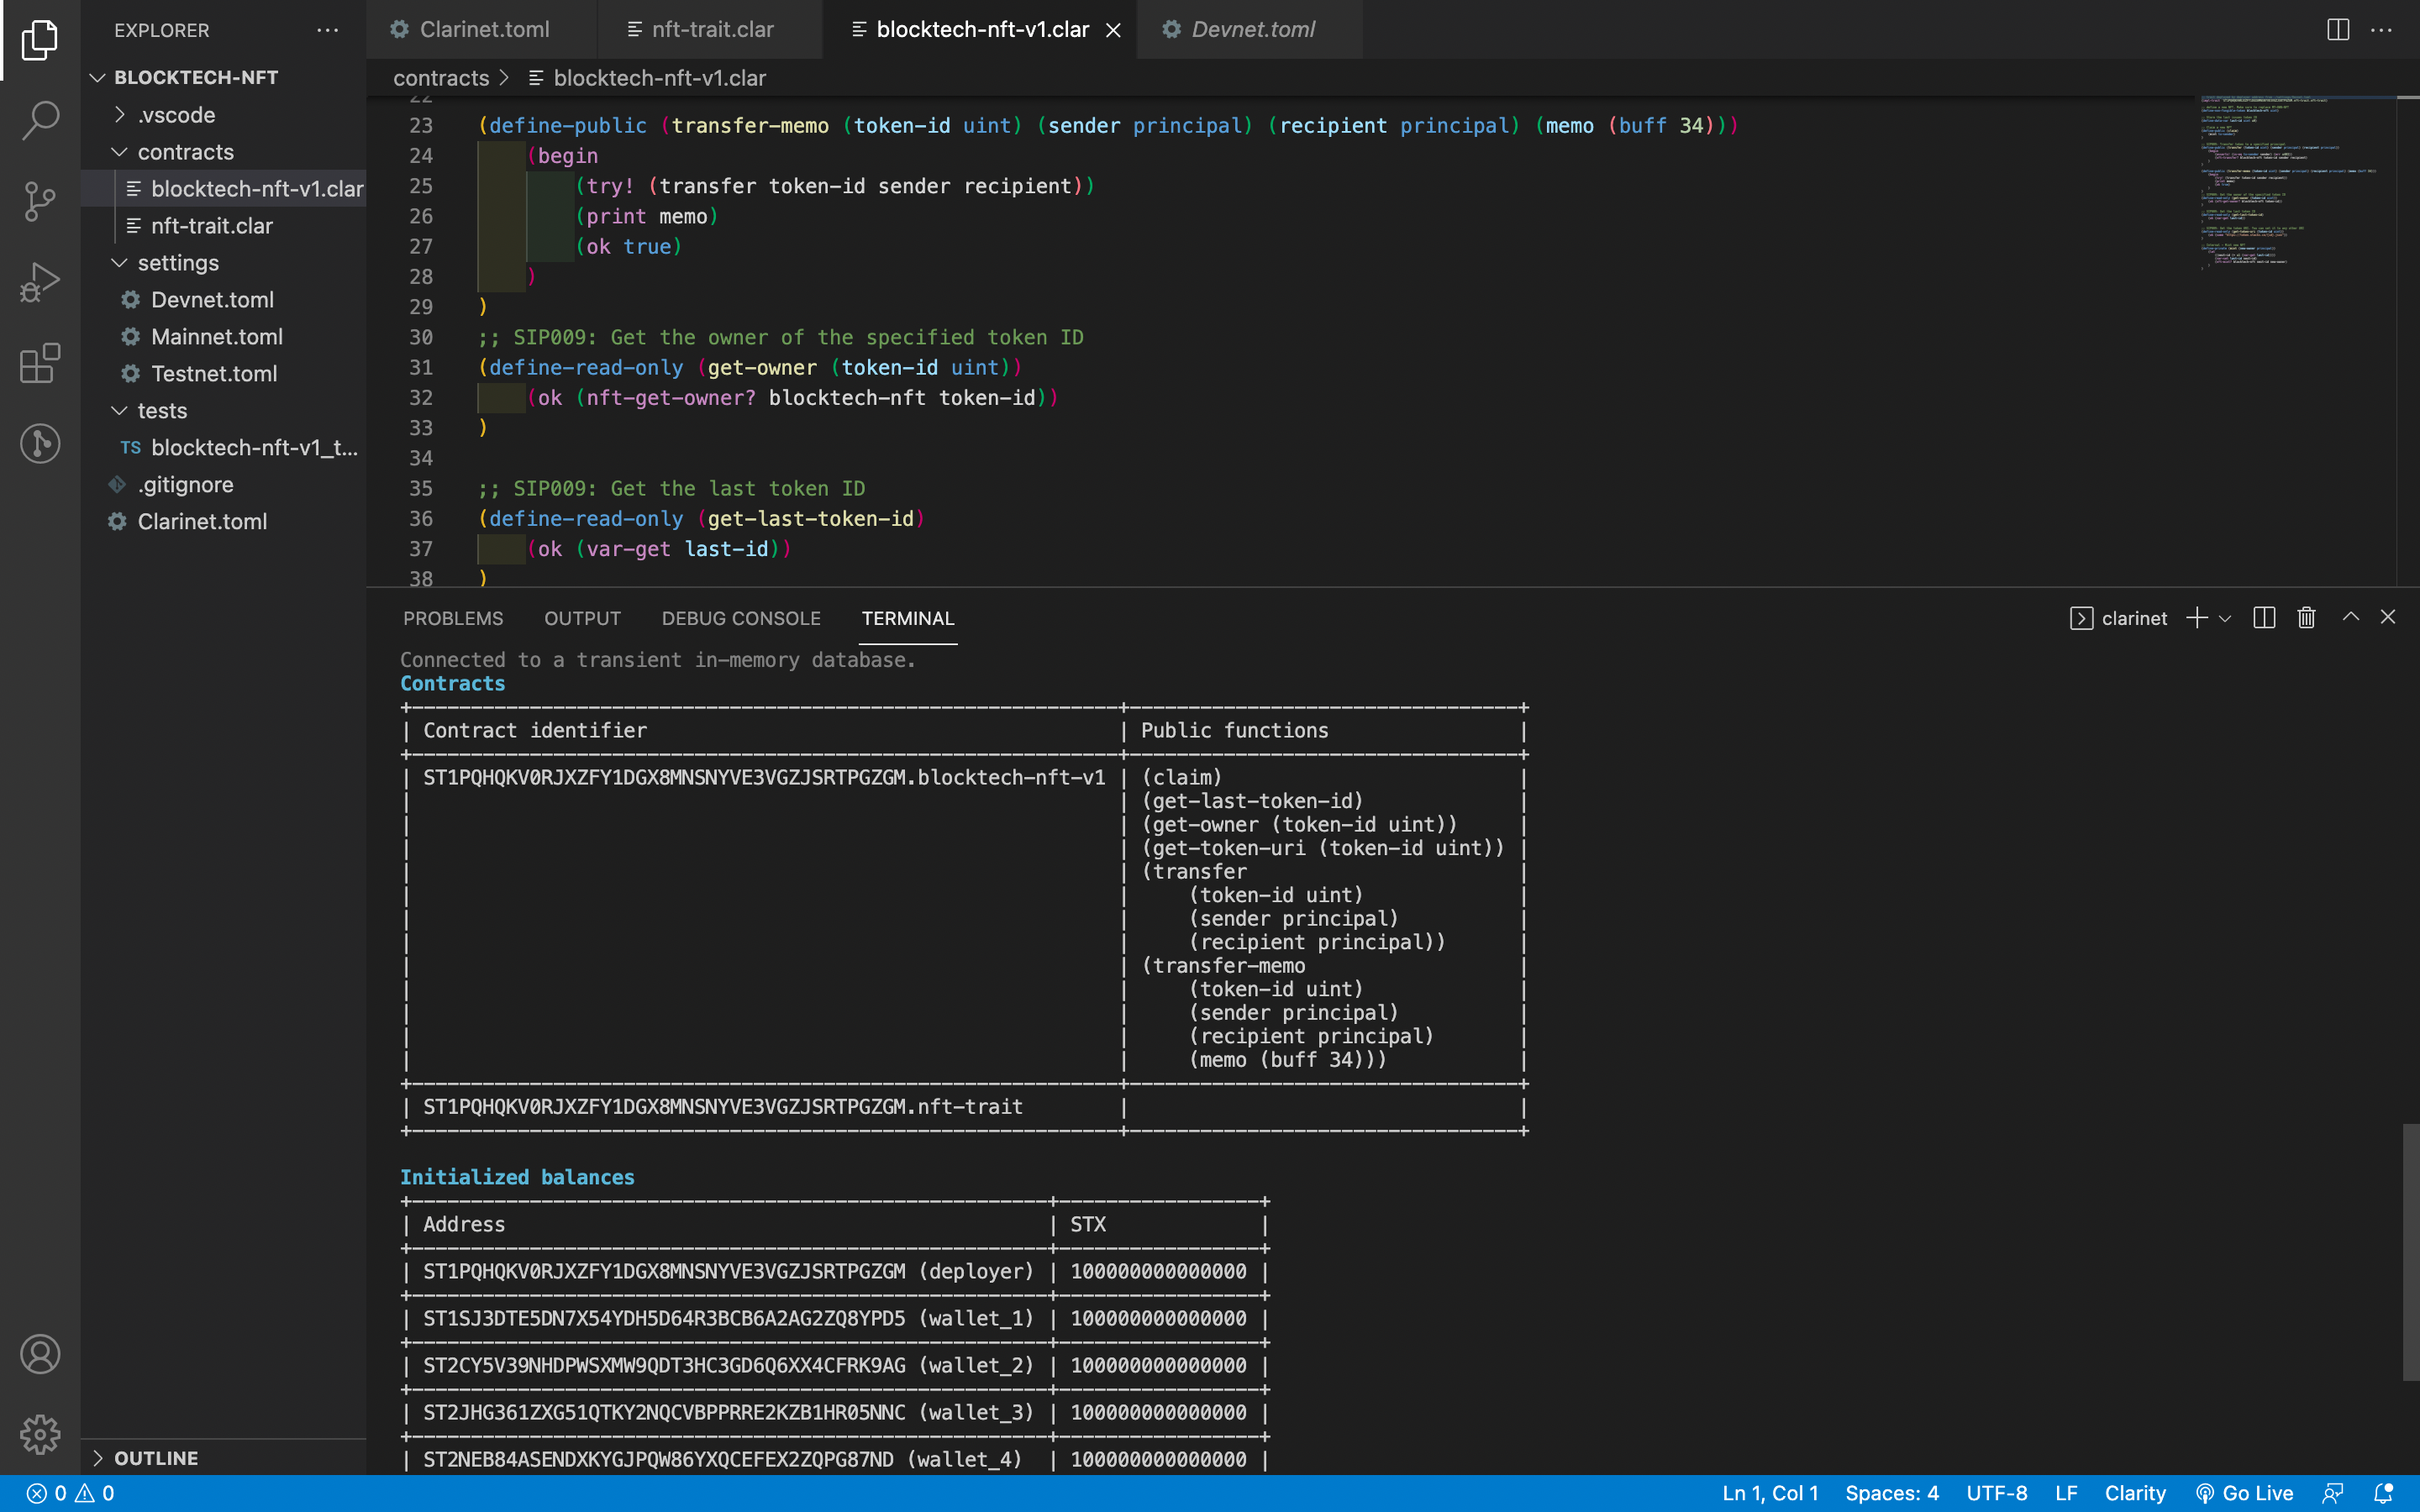 EXPLORER
BLOCKTECH-NFT
.vscode
contracts
blocktech-nft-v1.clar
nft-trait.clar
settings
Devnet.toml
Mainnet.toml
Testnet.toml
tests
TS blocktech-nft-v1_t...
.gitignore
Clarinet.toml
OUTLINE
Clarinet.toml
nft-trait.clar
blocktech-nft-v1.clar
Devnet.toml
contracts > blocktech-nft-v1.clar
22
23 (define-public (transfer-memo (token-id uint) (sender principal) (recipient principal) (memo (buff 34)))
24 (begin
25 (try! (transfer token-id sender recipient))
26 (print memo)
27 (ok true)
28 )
29 )
30 ;; SIP009: Get the owner of the specified token ID
31 (define-read-only (get-owner (token-id uint))
32 (ok (nft-get-owner? blocktech-nft token-id))
33 )
34
35 ;; SIP009: Get the last token ID
36 (define-read-only (get-last-token-id)
37 (ok (var-get last-id))
38 )
PROBLEMS OUTPUT DEBUG CONSOLE TERMINAL
clarinet
Connected to a transient in-memory database.
Contracts
| Contract identifier | Public functions |
| ST1PQHQKV0RJXZFY1DGX8MNSNYVE3VGZJSRTPGZGM.blocktech-nft-v1 | (claim) |
| | (get-last-token-id) |
| | (get-owner (token-id uint)) |
| | (get-token-uri (token-id uint)) |
| | (transfer |
| | (token-id uint) |
| | (sender principal) |
| | (recipient principal)) |
| | (transfer-memo |
| | (token-id uint) |
| | (sender principal) |
| | (recipient principal) |
| | (memo (buff 34))) |
| ST1PQHQKV0RJXZFY1DGX8MNSNYVE3VGZJSRTPGZGM.nft-trait | |
Initialized balances
| Address | STX |
| ST1PQHQKV0RJXZFY1DGX8MNSNYVE3VGZJSRTPGZGM (deployer) | 100000000000000 |
| ST1SJ3DTE5DN7X54YDH5D64R3BCB6A2AG2ZQ8YPD5 (wallet_1) | 100000000000000 |
| ST2CY5V39NHDPWSXMW9QDT3HC3GD6Q6XX4CFRK9AG (wallet_2) | 100000000000000 |
| ST2JHG361ZXG51QTKY2NQCVBPPRRE2KZB1HR05NNC (wallet_3) | 100000000000000 |
| ST2NEB84ASENDXKYGJPQW86YXQCEFEX2ZQPG87ND (wallet_4) | 100000000000000 |
0 0
Ln 1, Col 1 Spaces: 4 UTF-8 LF Clarity Go Live